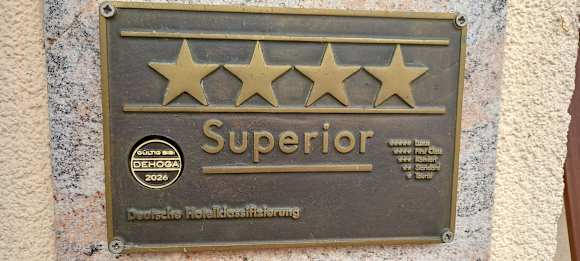 Superior
GÜLTIG BIS:
DEHOGA
2026
Luxus
First Class
Komfort
Standard
Tourist
Deutsche Hotelklassifizierung